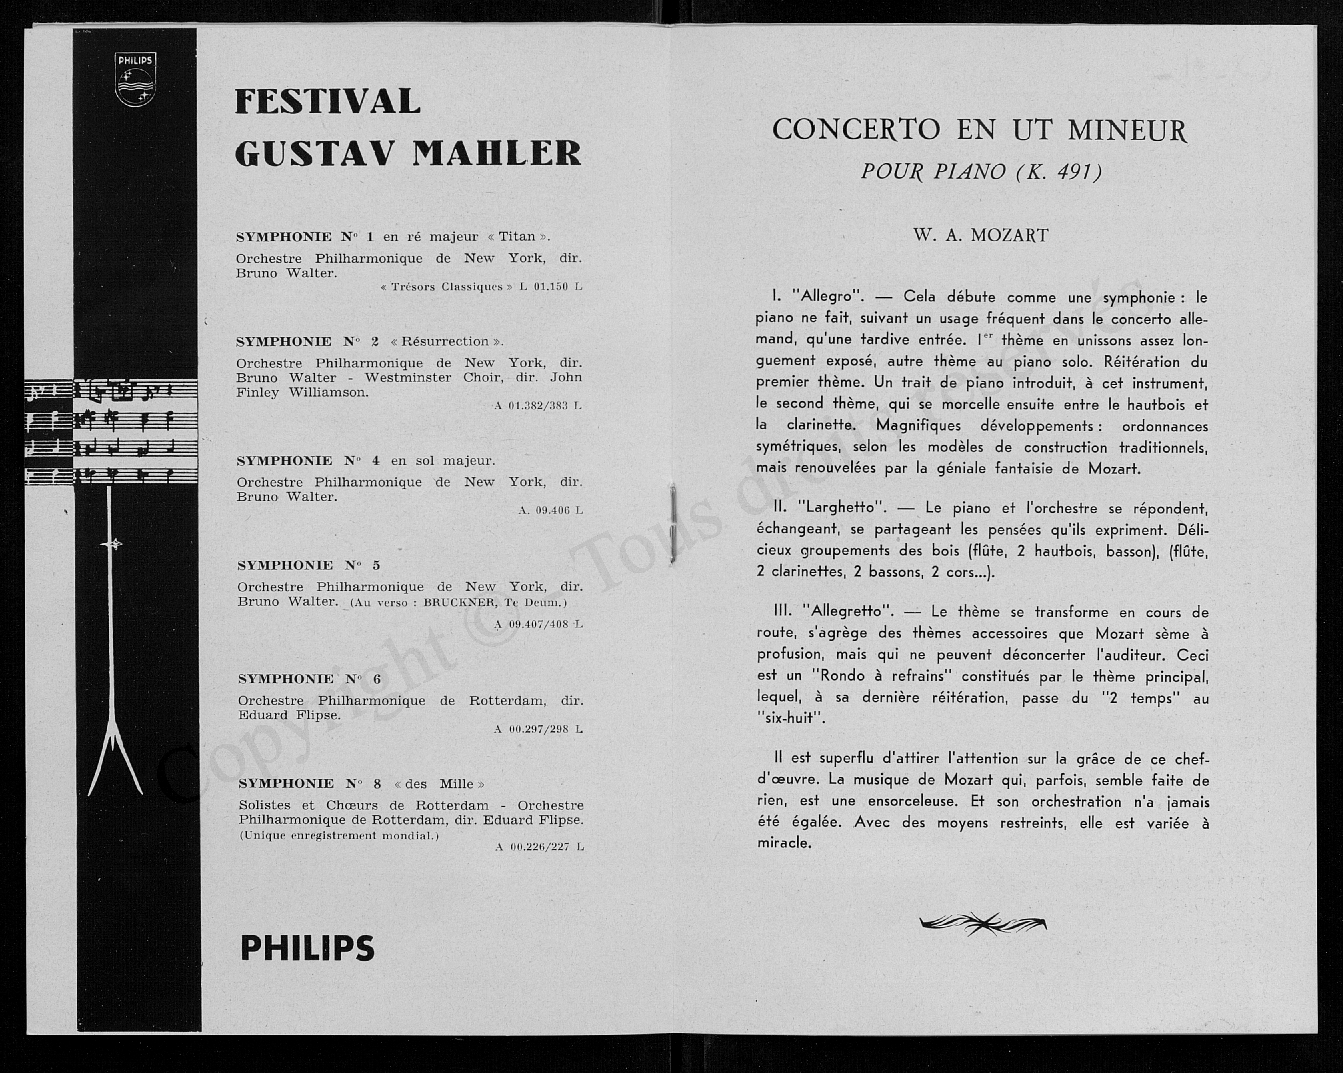 PHILIPS
FESTIVAL
GUSTAV MAHLER
SYMPHONIE N° 1 en ré majeur « Titan ».
Orchestre Philharmonique de New York, dir.
Bruno Walter.
« Trésors Classiques » L 01.150 L
SYMPHONIE N° 2 « Résurrection ».
Orchestre Philharmonique de New York, dir.
Bruno Walter - Westminster Choir, dir. John
Finley Williamson.
A 01.382/383 L
SYMPHONIE N° 4 en sol majeur.
Orchestre Philharmonique de New York, dir.
Bruno Walter.
A. 09.406 L
SYMPHONIE N° 5
Orchestre Philharmonique de New York, dir.
Bruno Walter. (Au verso : BRUCKNER, Te Deum.)
A 09.407/408 L
SYMPHONIE N° 6
Orchestre Philharmonique de Rotterdam, dir.
Eduard Flipse.
A 00.297/298 L
SYMPHONIE N° 8 « des Mille »
Solistes et Chœurs de Rotterdam - Orchestre
Philharmonique de Rotterdam, dir. Eduard Flipse.
(Unique enregistrement mondial.)
A 00.226/227 L
PHILIPS
CONCERTO EN UT MINEUR
POUR PIANO (K. 491)
W. A. MOZART
I. "Allegro". — Cela débute comme une symphonie : le
piano ne fait, suivant un usage fréquent dans le concerto alle-
mand, qu'une tardive entrée. 1er thème en unissons assez lon-
guement exposé, autre thème au piano solo. Réitération du
premier thème. Un trait de piano introduit, à cet instrument,
le second thème, qui se morcelle ensuite entre le hautbois et
la clarinette. Magnifiques développements : ordonnances
symétriques, selon les modèles de construction traditionnels,
mais renouvelées par la géniale fantaisie de Mozart.
II. "Larghetto". — Le piano et l'orchestre se répondent,
échangeant, se partageant les pensées qu'ils expriment. Déli-
cieux groupements des bois (flûte, 2 hautbois, basson), (flûte,
2 clarinettes, 2 bassons, 2 cors...).
III. "Allegretto". — Le thème se transforme en cours de
route, s'agrège des thèmes accessoires que Mozart sème à
profusion, mais qui ne peuvent déconcerter l'auditeur. Ceci
est un "Rondo à refrains" constitués par le thème principal,
lequel, à sa dernière réitération, passe du "2 temps" au
"six-huit".
Il est superflu d'attirer l'attention sur la grâce de ce chef-
d'œuvre. La musique de Mozart qui, parfois, semble faite de
rien, est une ensorceleuse. Et son orchestration n'a jamais
été égalée. Avec des moyens restreints, elle est variée à
miracle.
Copyright © - Tous droits réservés